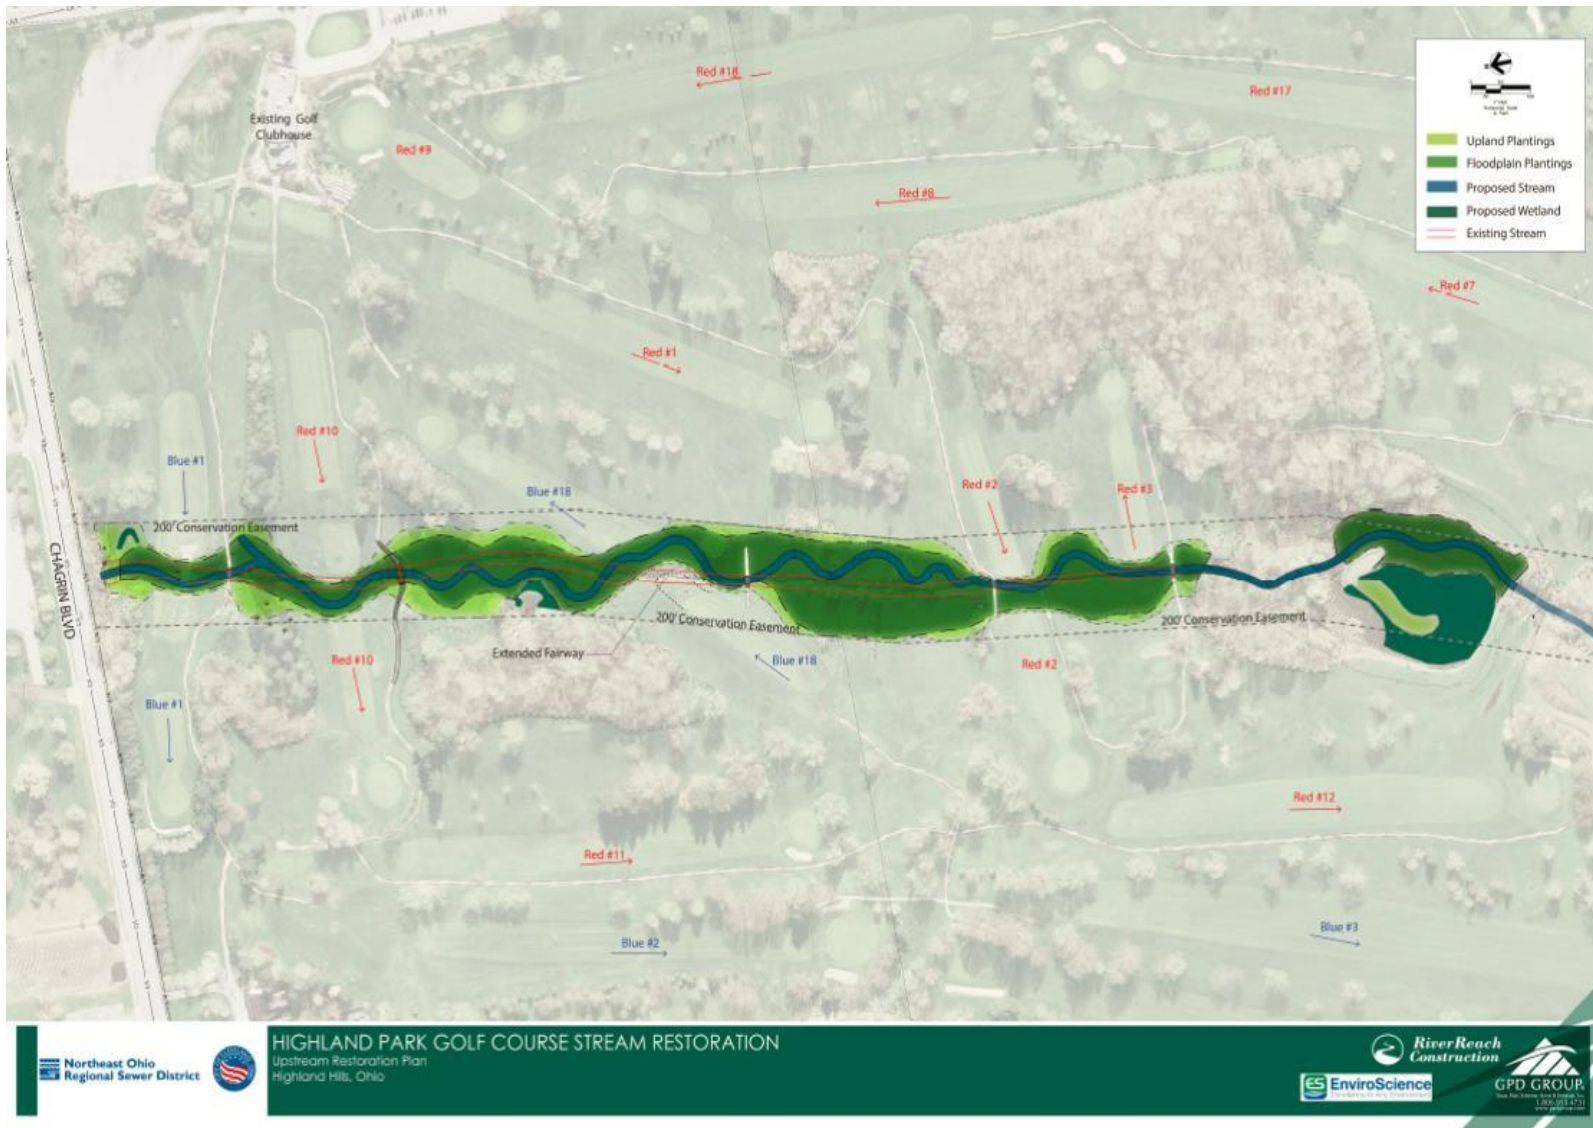 Red #18
Red #17
Existing Golf
Clubhouse
Red #9
Red #8
Upland Plantings
Floodplain Plantings
Proposed Stream
Proposed Wetland
Existing Stream
Red #7
Red #1
Red #10
Blue #1
Blue #18
Red #2
Red #3
200' Conservation Easement
CHAGRIN BLVD
200' Conservation Easement
200' Conservation Easement
Extended Fairway
Blue #18
Red #10
Red #2
Blue #1
Red #12
Red #11
Blue #3
Blue #2
Northeast Ohio
Regional Sewer District
HIGHLAND PARK GOLF COURSE STREAM RESTORATION
Upstream Restoration Plan
Highland Hills, Ohio
RiverReach
Construction
ES EnviroScience
GPD GROUP